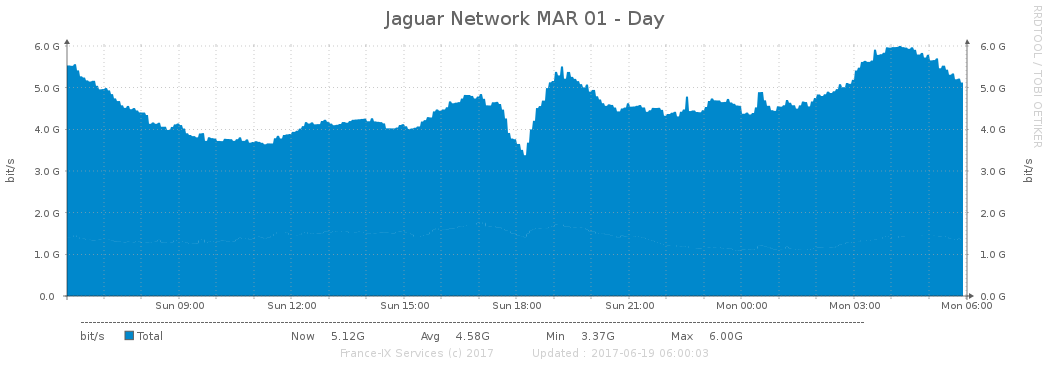 Jaguar Network MAR 01 - Day
RRDTOOL / TOBI OETIKER
bit/s
bit/s
6.0 G 6.0 G
5.0 G 5.0 G
4.0 G 4.0 G
3.0 G 3.0 G
2.0 G 2.0 G
1.0 G 1.0 G
0.0 0.0 G
Sun 09:00 Sun 12:00 Sun 15:00 Sun 18:00 Sun 21:00 Mon 00:00 Mon 03:00 Mon 06:00
bit/s Total Now 5.12G Avg 4.58G Min 3.37G Max 6.00G
France-IX Services (c) 2017 Updated : 2017-06-19 06:00:03